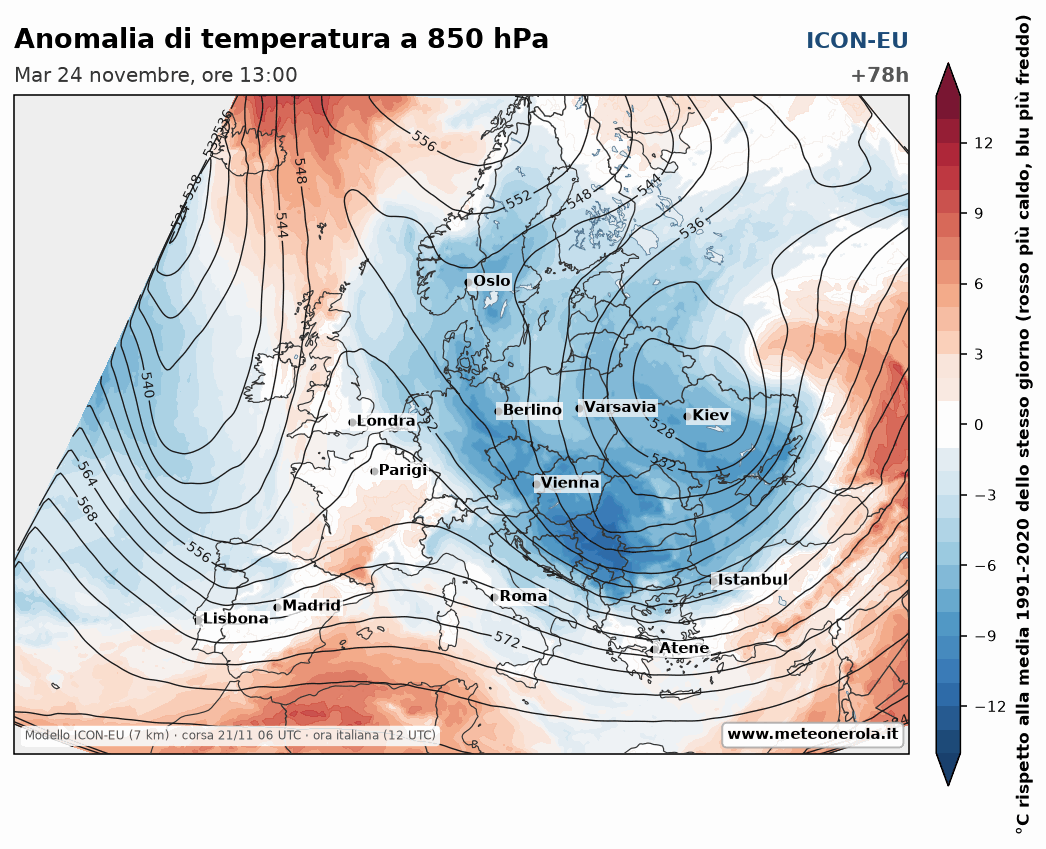 Anomalia di temperatura a 850 hPa
ICON-EU
Mar 24 novembre, ore 13:00
+78h
536
532
556
548
528
524
552
548
544
544
536
Oslo
540
552
Berlino
Varsavia
Kiev
528
Londra
532
Parigi
Vienna
564
568
556
Istanbul
Roma
Madrid
Lisbona
572
Atene
Modello ICON-EU (7 km) · corsa 21/11 06 UTC · ora italiana (12 UTC)
www.meteonerola.it
12
9
6
3
0
−3
−6
−9
−12
°C rispetto alla media 1991-2020 dello stesso giorno (rosso più caldo, blu più freddo)